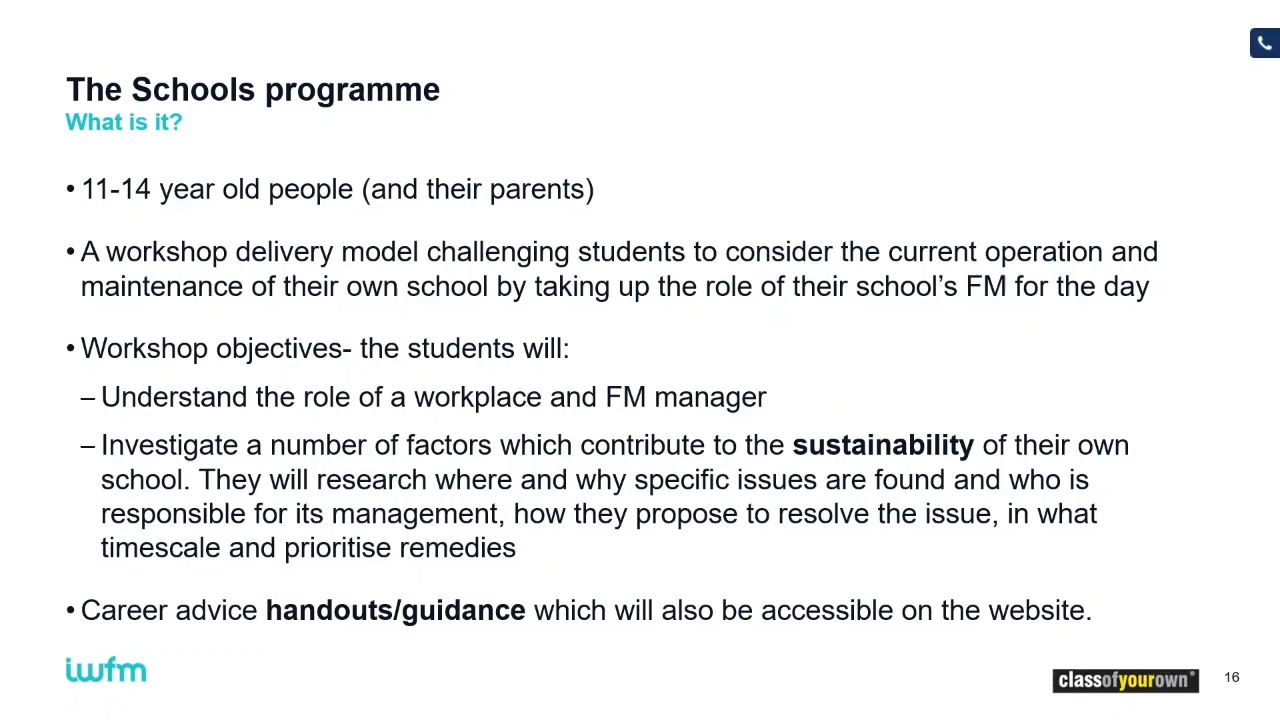 The Schools programme
What is it?
• 11-14 year old people (and their parents)
• A workshop delivery model challenging students to consider the current operation and
maintenance of their own school by taking up the role of their school’s FM for the day
• Workshop objectives- the students will:
– Understand the role of a workplace and FM manager
– Investigate a number of factors which contribute to the sustainability of their own
school. They will research where and why specific issues are found and who is
responsible for its management, how they propose to resolve the issue, in what
timescale and prioritise remedies
• Career advice handouts/guidance which will also be accessible on the website.
iwfm
classofyourown®
16